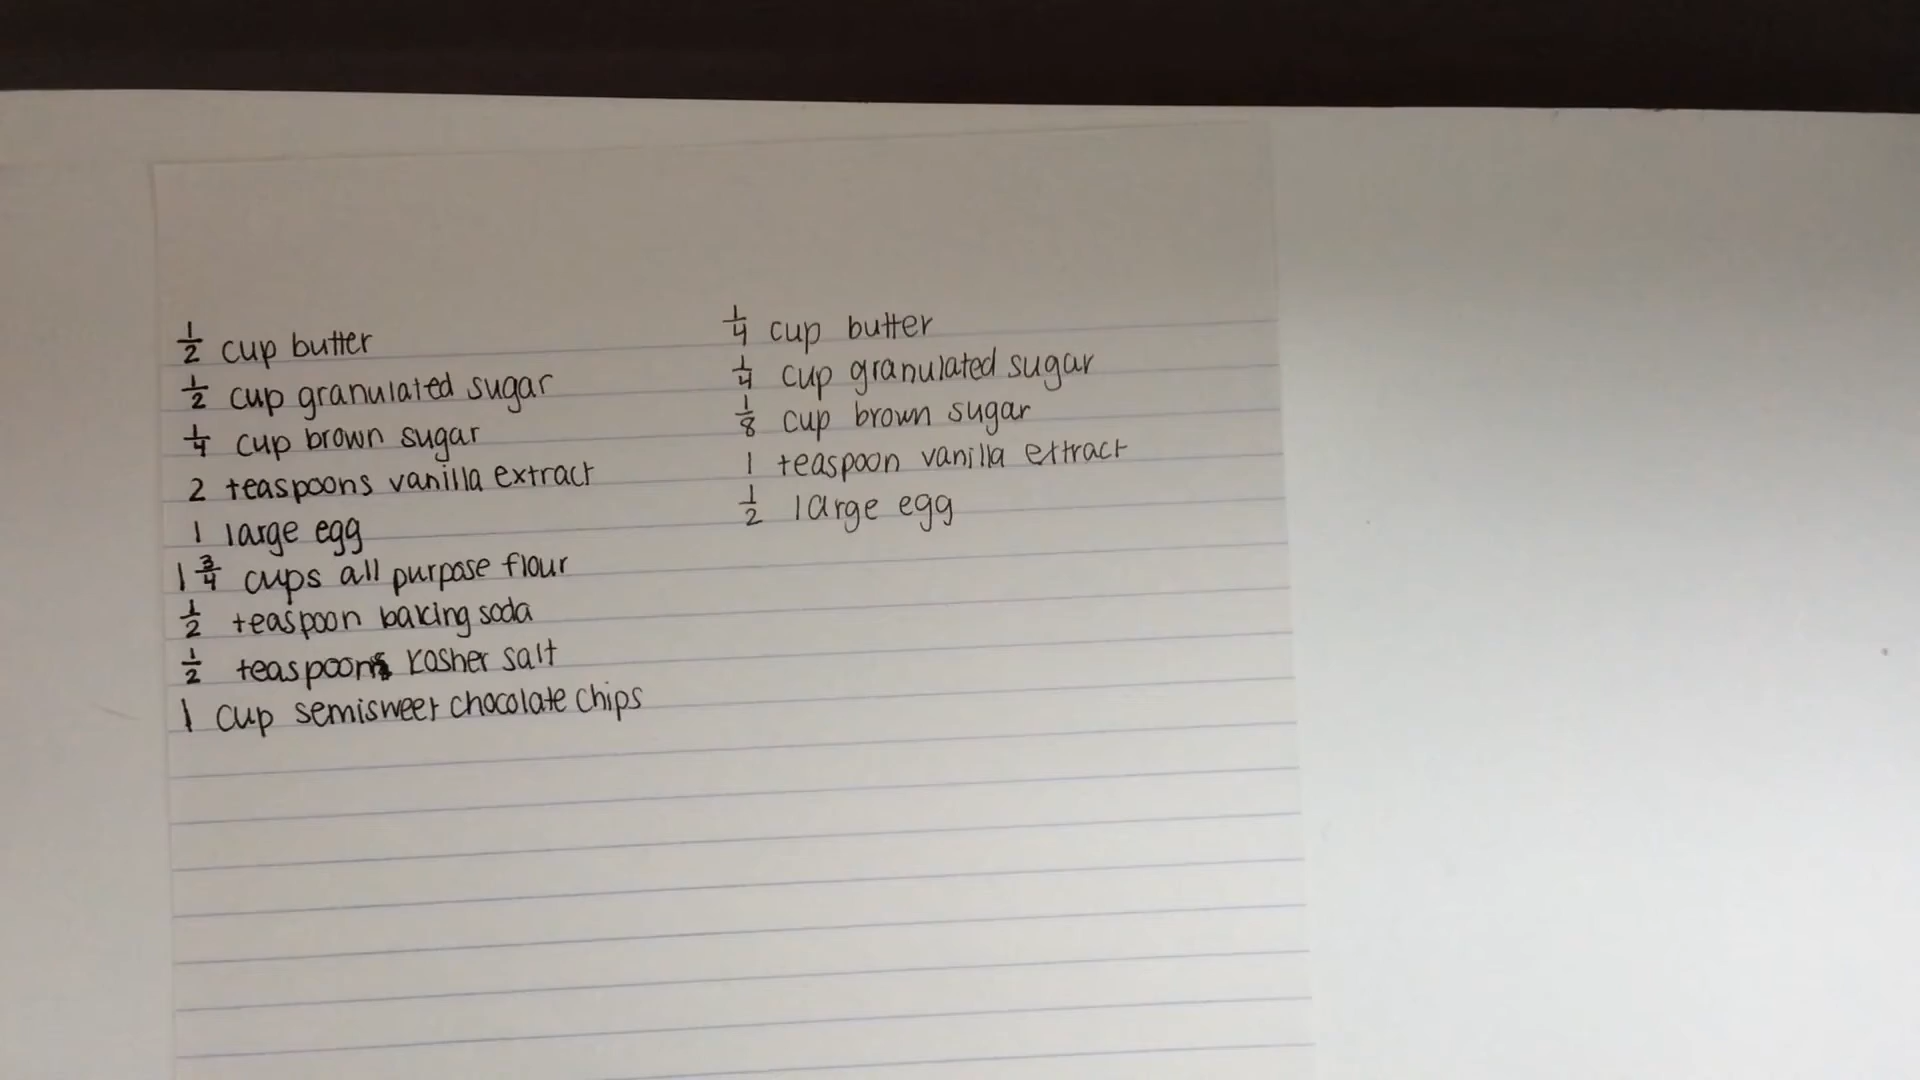 1/2 cup butter
1/2 cup granulated sugar
1/4 cup brown sugar
2 teaspoons vanilla extract
1 large egg
1 3/4 cups all purpose flour
1/2 teaspoon baking soda
1/2 teaspoon kosher salt
1 cup semisweet chocolate chips
1/4 cup butter
1/4 cup granulated sugar
1/8 cup brown sugar
1 teaspoon vanilla extract
1/2 large egg